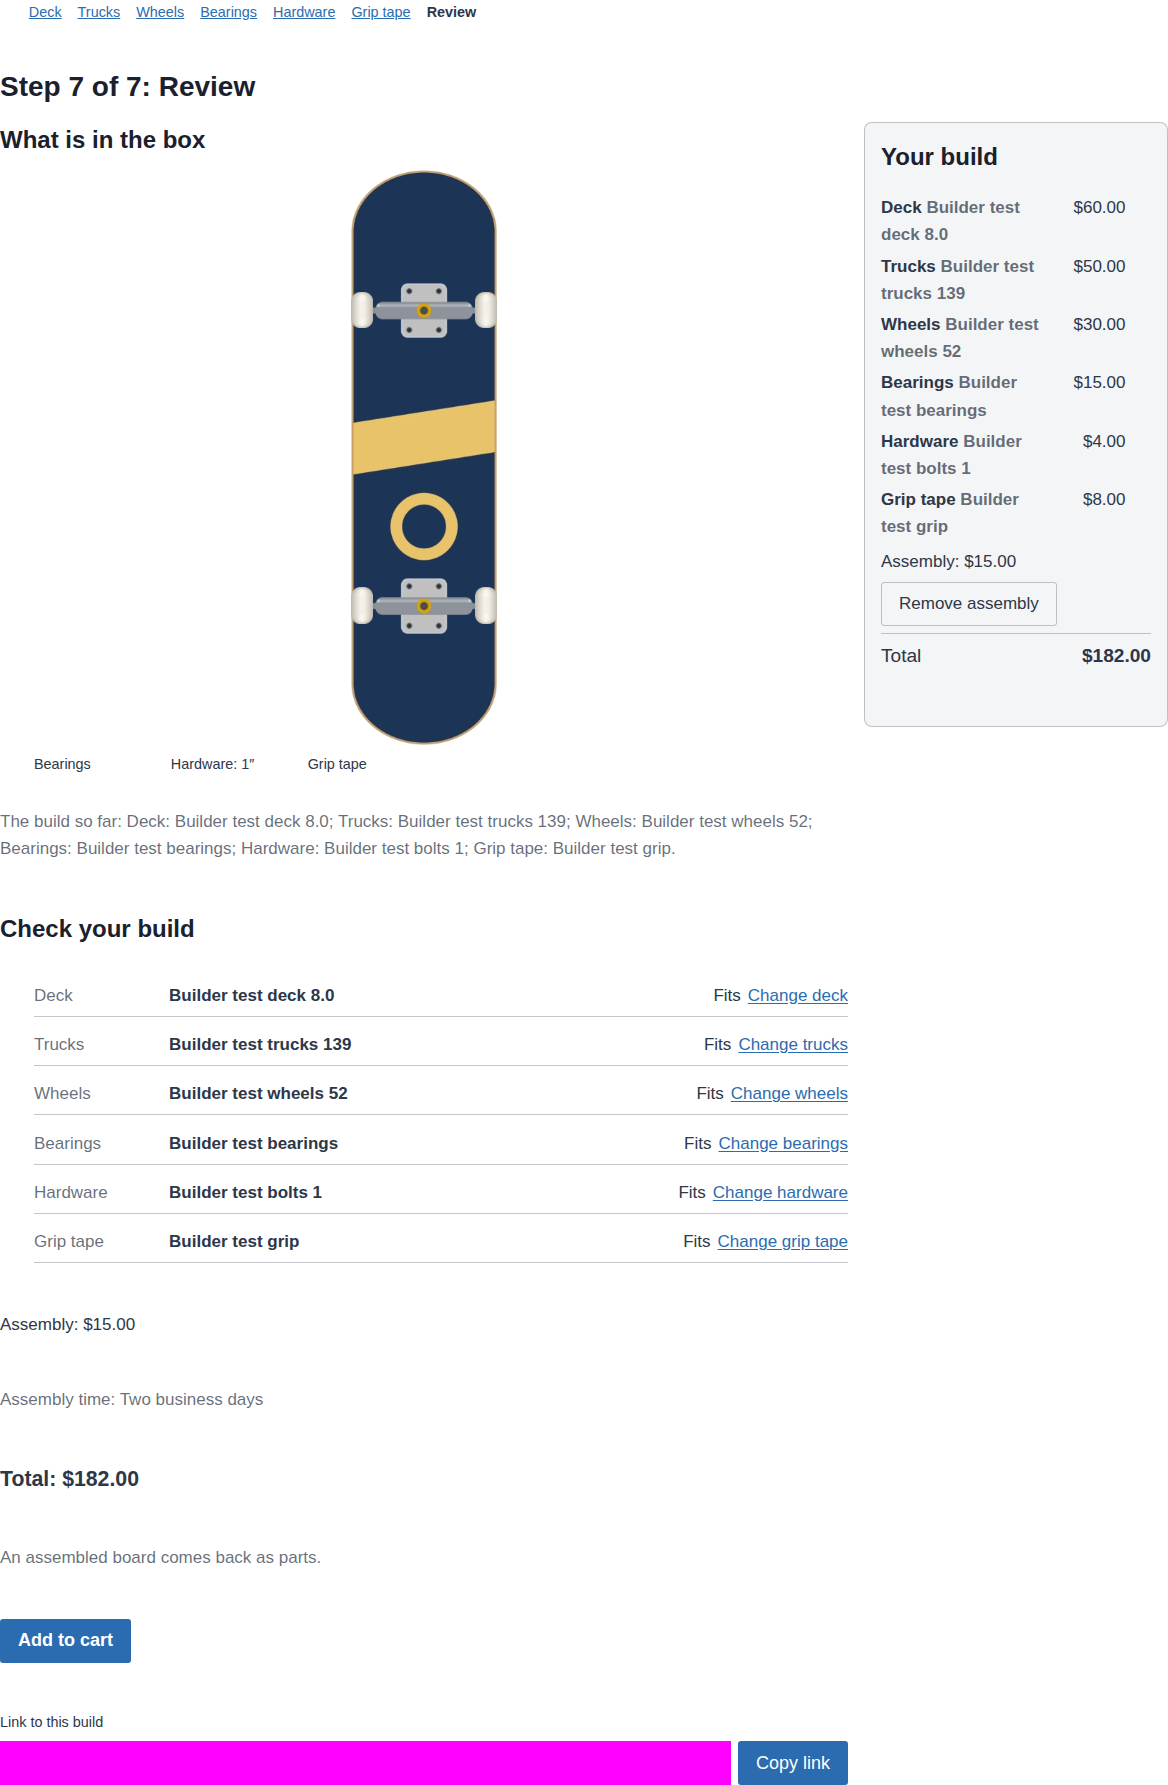 Deck Trucks Wheels Bearings Hardware Grip tape Review
Step 7 of 7: Review
What is in the box
Bearings Hardware: 1″ Grip tape
The build so far: Deck: Builder test deck 8.0; Trucks: Builder test trucks 139; Wheels: Builder test wheels 52;
Bearings: Builder test bearings; Hardware: Builder test bolts 1; Grip tape: Builder test grip.
Check your build
Deck Builder test deck 8.0 Fits Change deck
Trucks Builder test trucks 139 Fits Change trucks
Wheels Builder test wheels 52 Fits Change wheels
Bearings Builder test bearings Fits Change bearings
Hardware Builder test bolts 1 Fits Change hardware
Grip tape Builder test grip Fits Change grip tape
Assembly: $15.00
Assembly time: Two business days
Total: $182.00
An assembled board comes back as parts.
Add to cart
Link to this build
Copy link
Your build
Deck Builder test $60.00
deck 8.0
Trucks Builder test $50.00
trucks 139
Wheels Builder test $30.00
wheels 52
Bearings Builder $15.00
test bearings
Hardware Builder $4.00
test bolts 1
Grip tape Builder $8.00
test grip
Assembly: $15.00
Remove assembly
Total $182.00